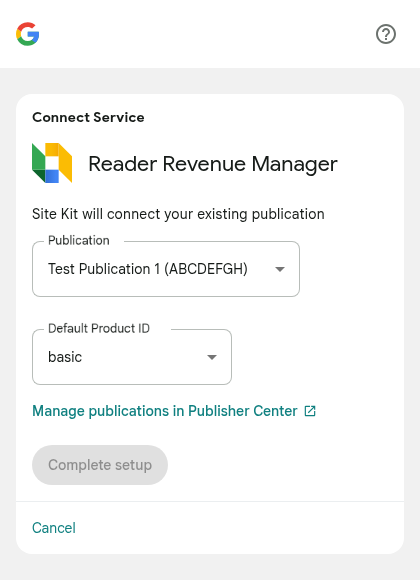 Connect Service
Reader Revenue Manager
Site Kit will connect your existing publication
Publication
Test Publication 1 (ABCDEFGH)
Default Product ID
basic
Manage publications in Publisher Center
Complete setup
Cancel